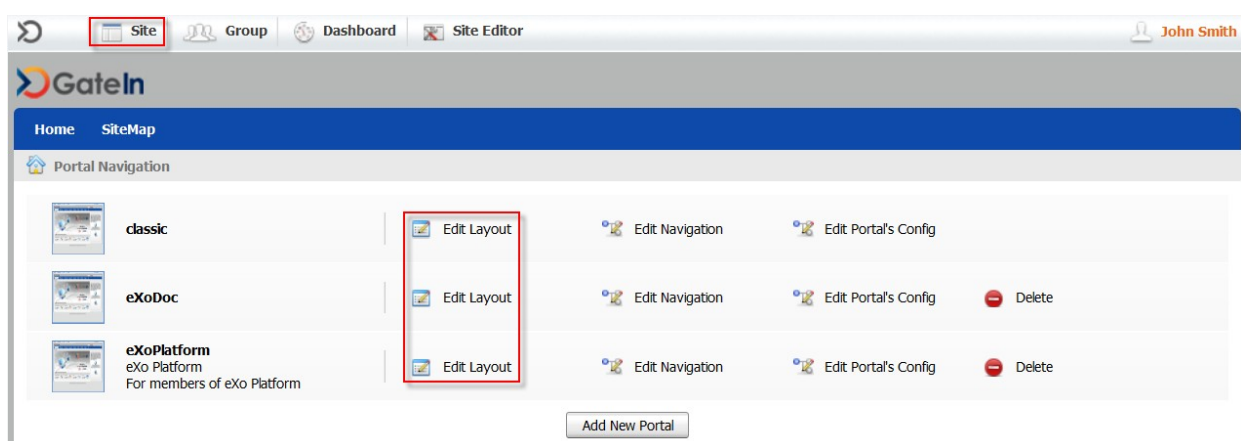 Site Group Dashboard Site Editor John Smith
GateIn
Home SiteMap
Portal Navigation
classic Edit Layout Edit Navigation Edit Portal's Config
eXoDoc Edit Layout Edit Navigation Edit Portal's Config Delete
eXoPlatform
eXo Platform Edit Layout Edit Navigation Edit Portal's Config Delete
For members of eXo Platform
Add New Portal